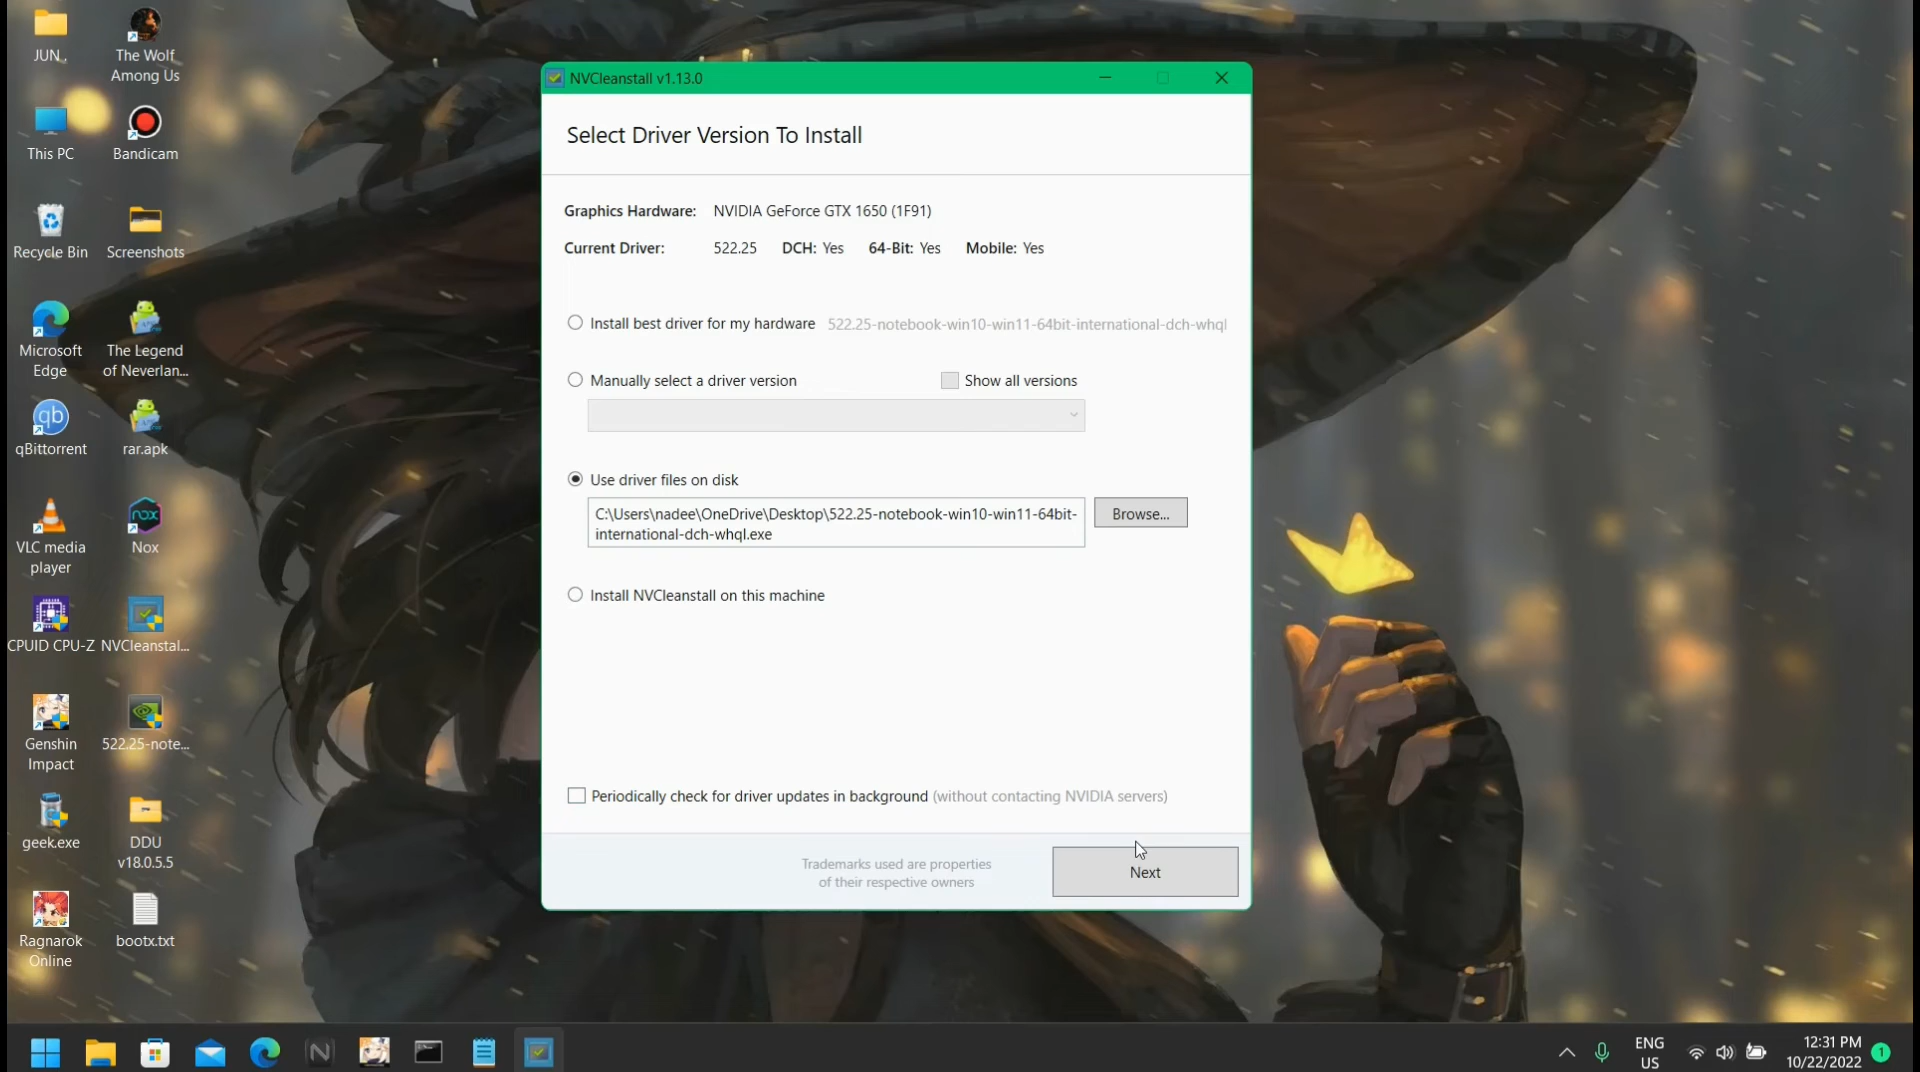 JUN ,
The Wolf
Among Us
This PC
Bandicam
Recycle Bin
Screenshots
Microsoft
Edge
The Legend
of Neverlan...
qBittorrent
rar.apk
VLC media
player
Nox
CPUID CPU-Z
NVCleanstal...
Genshin
Impact
522.25-note...
geek.exe
DDU
v18.0.5.5
Ragnarok
Online
bootx.txt
NVCleanstall v1.13.0
Select Driver Version To Install
Graphics Hardware: NVIDIA GeForce GTX 1650 (1F91)
Current Driver: 522.25 DCH: Yes 64-Bit: Yes Mobile: Yes
Install best driver for my hardware 522.25-notebook-win10-win11-64bit-international-dch-whql
Manually select a driver version Show all versions
Use driver files on disk
C:\Users\nadee\OneDrive\Desktop\522.25-notebook-win10-win11-64bit-
international-dch-whql.exe
Browse...
Install NVCleanstall on this machine
Periodically check for driver updates in background (without contacting NVIDIA servers)
Trademarks used are properties
of their respective owners
Next
ENG
US
12:31 PM
10/22/2022
1